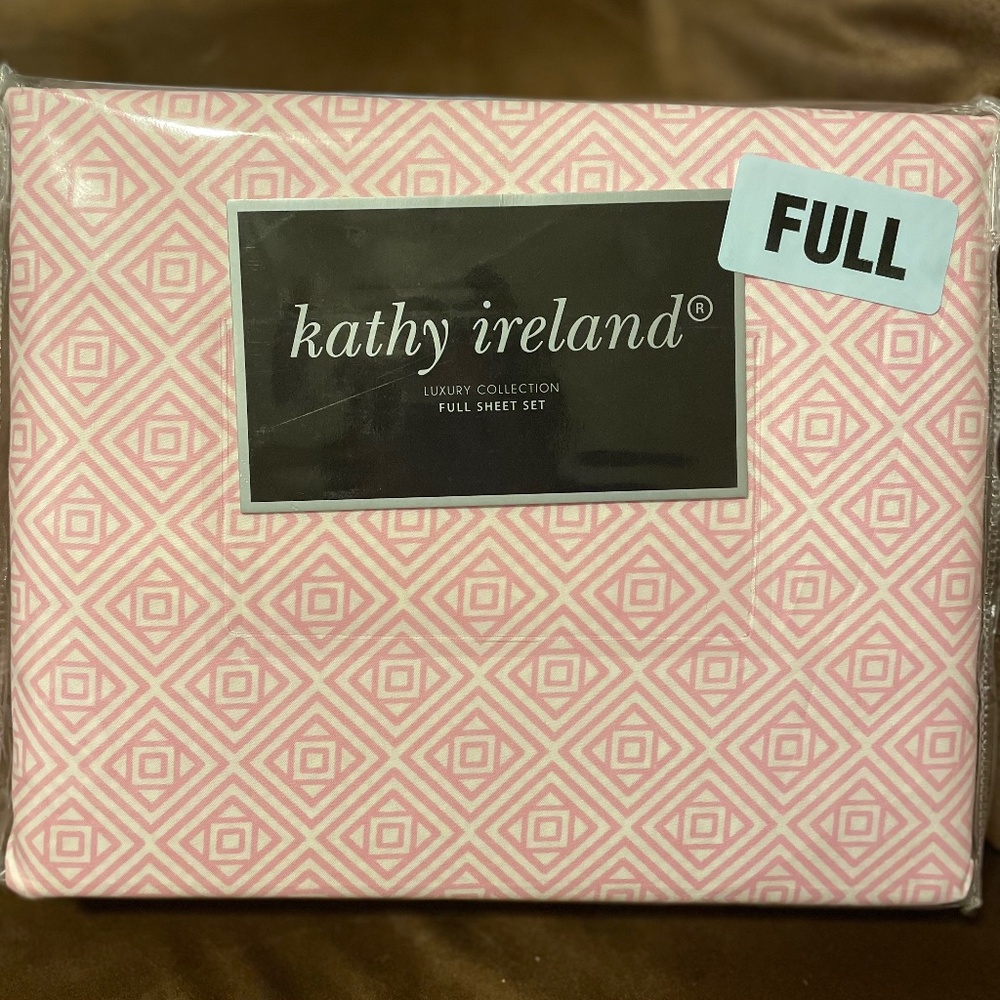 FULL
kathy ireland®
LUXURY COLLECTION
FULL SHEET SET